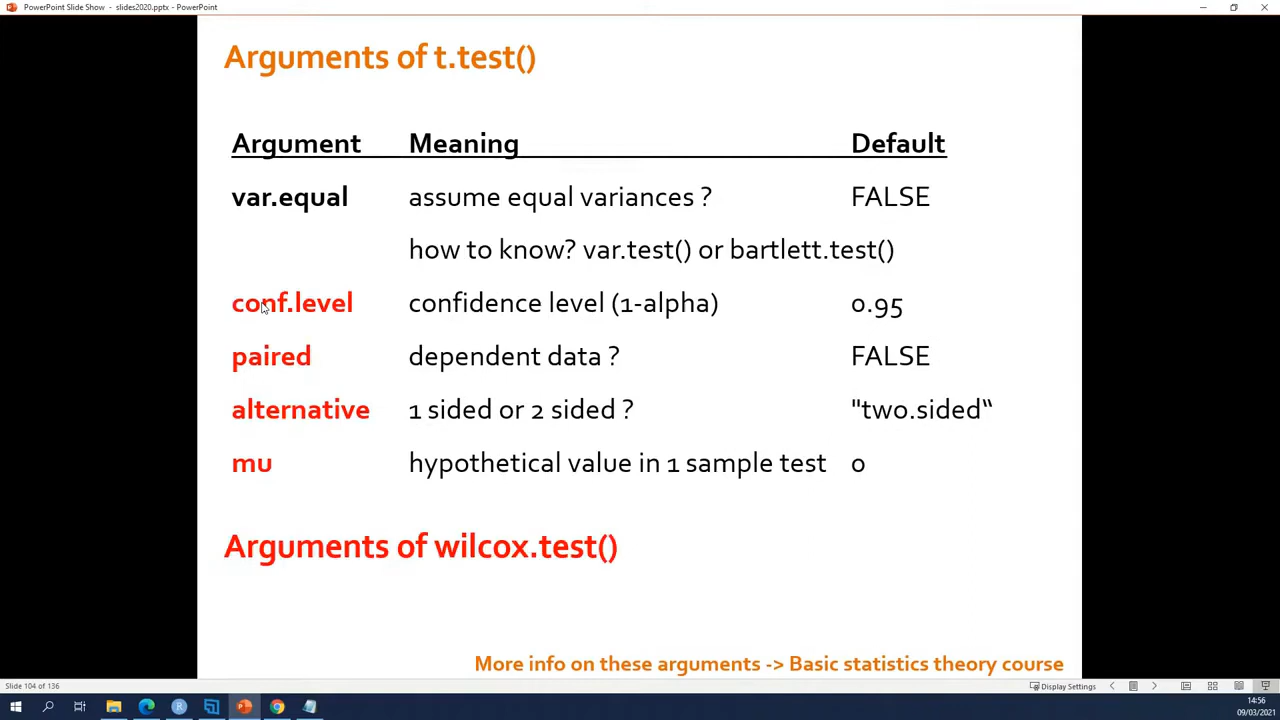 PowerPoint Slide Show - slides2020.pptx - PowerPoint
Arguments of t.test()
Argument Meaning Default
var.equal assume equal variances ? FALSE
how to know? var.test() or bartlett.test()
conf.level confidence level (1-alpha) 0.95
paired dependent data ? FALSE
alternative 1 sided or 2 sided ? "two.sided“
mu hypothetical value in 1 sample test 0
Arguments of wilcox.test()
More info on these arguments -> Basic statistics theory course
Slide 104 of 136 Display Settings
14:56
09/03/2021